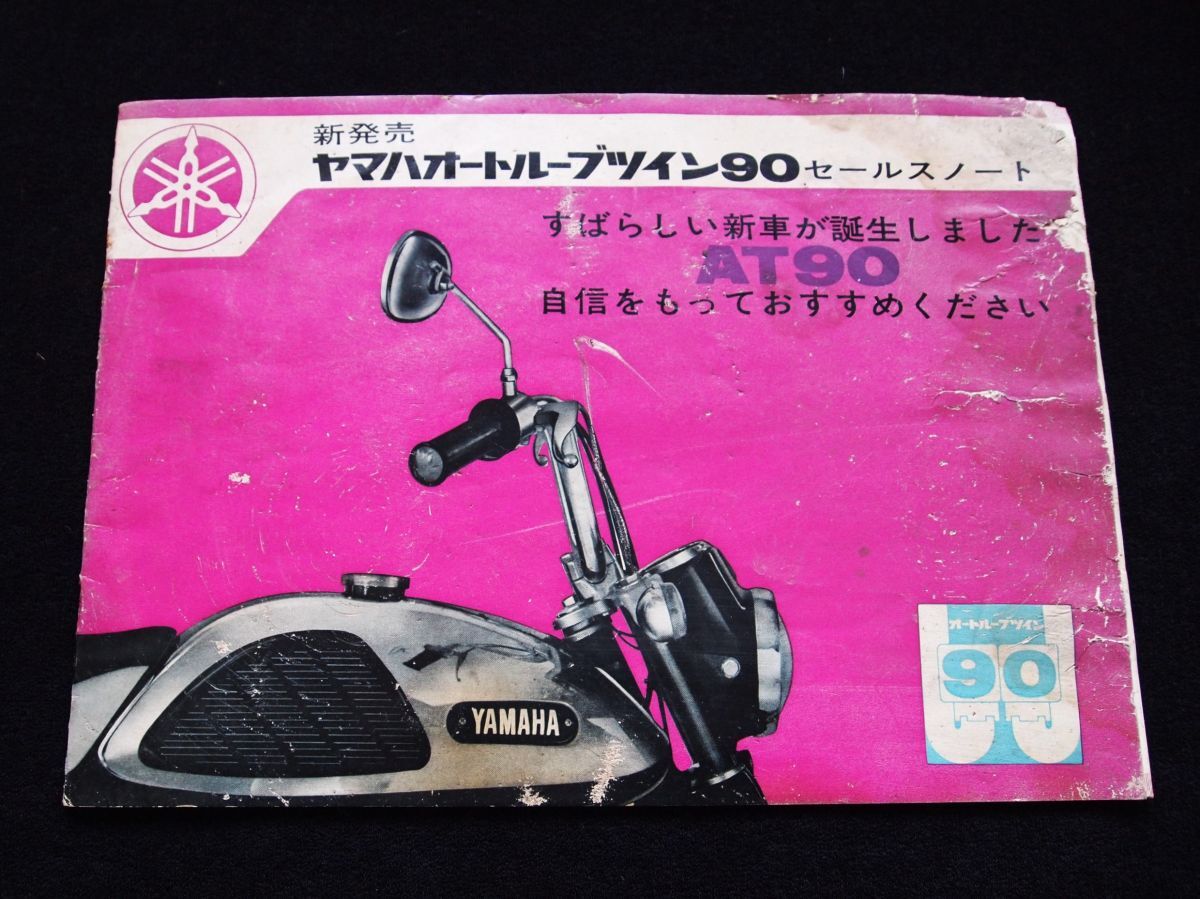 新発売
ヤマハオートルーブツイン90セールスノート
すばらしい新車が誕生しました
AT90
自信をもっておすすめください
YAMAHA
オートルーブツイン
90